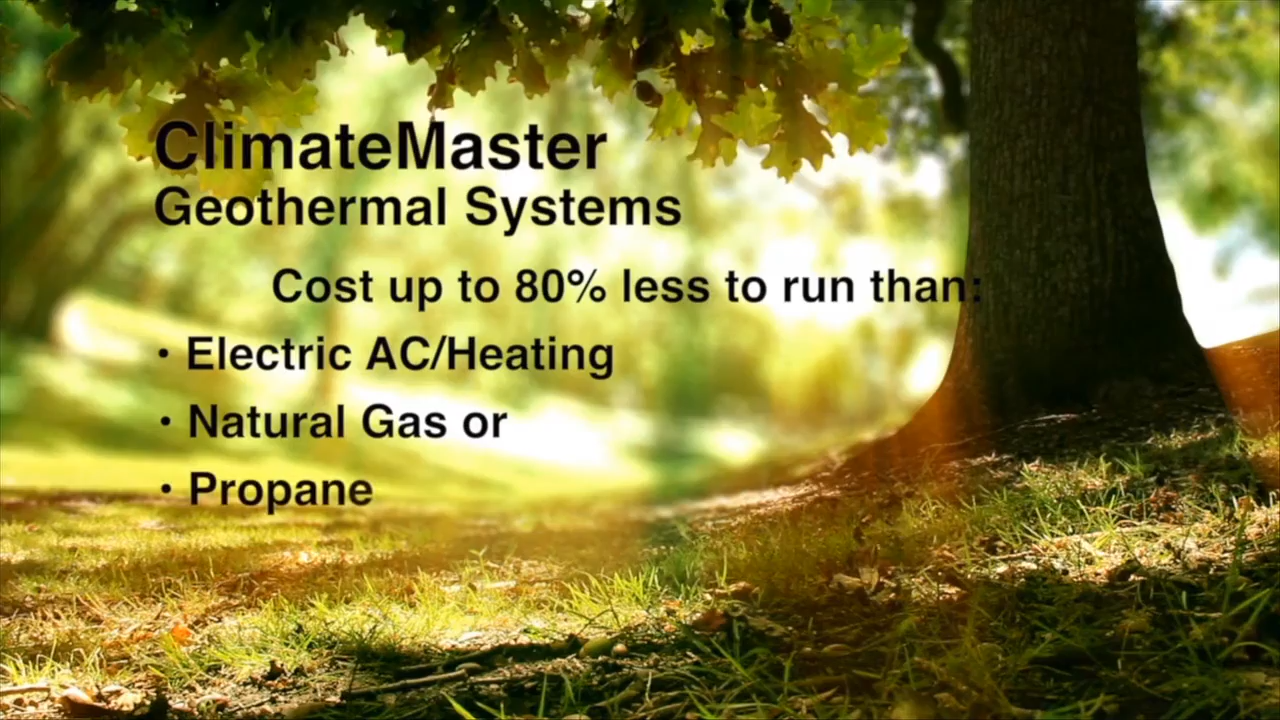 ClimateMaster
Geothermal Systems
Cost up to 80% less to run than:
• Electric AC/Heating
• Natural Gas or
• Propane